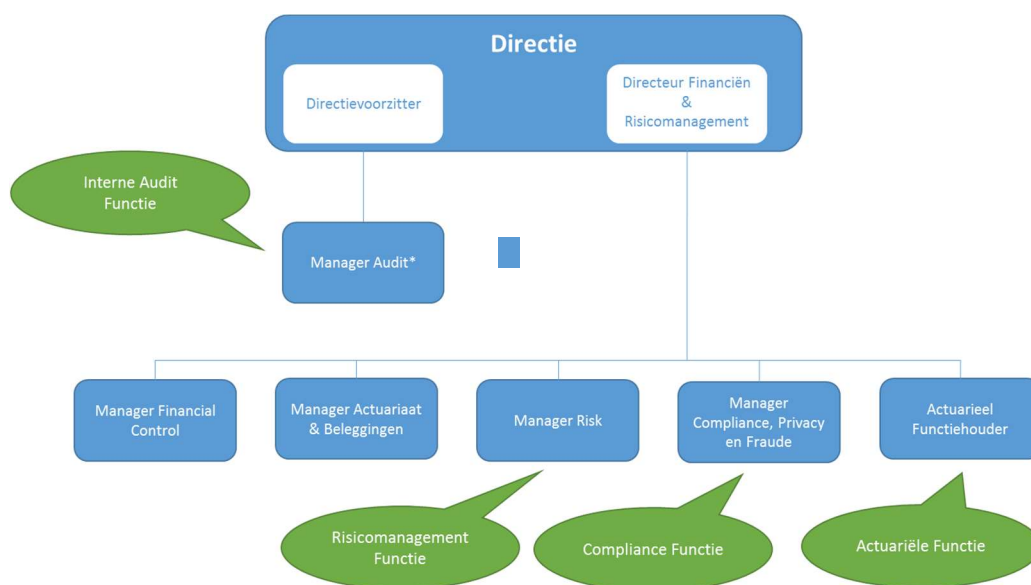 Directie
Directievoorzitter
Directeur Financiën
&
Risicomanagement
Interne Audit
Functie
Manager Audit*
Manager Financial
Control
Manager Actuariaat
& Beleggingen
Manager Risk
Manager
Compliance, Privacy
en Fraude
Actuarieel
Functiehouder
Risicomanagement
Functie
Compliance Functie
Actuariële Functie